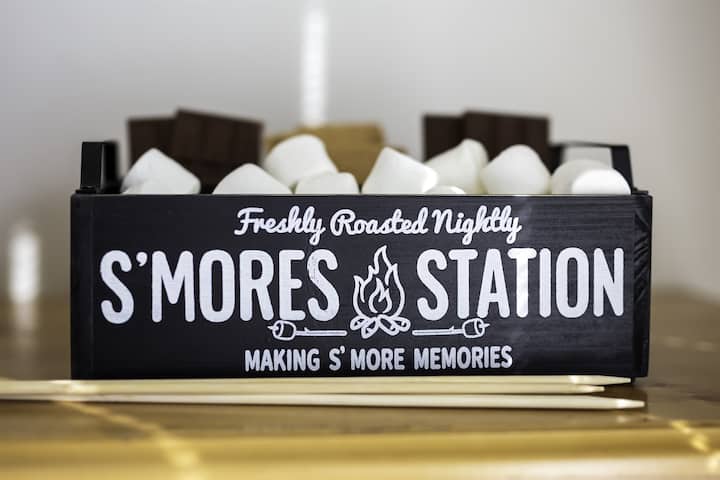 Freshly Roasted Nightly
S'MORES STATION
MAKING S' MORE MEMORIES